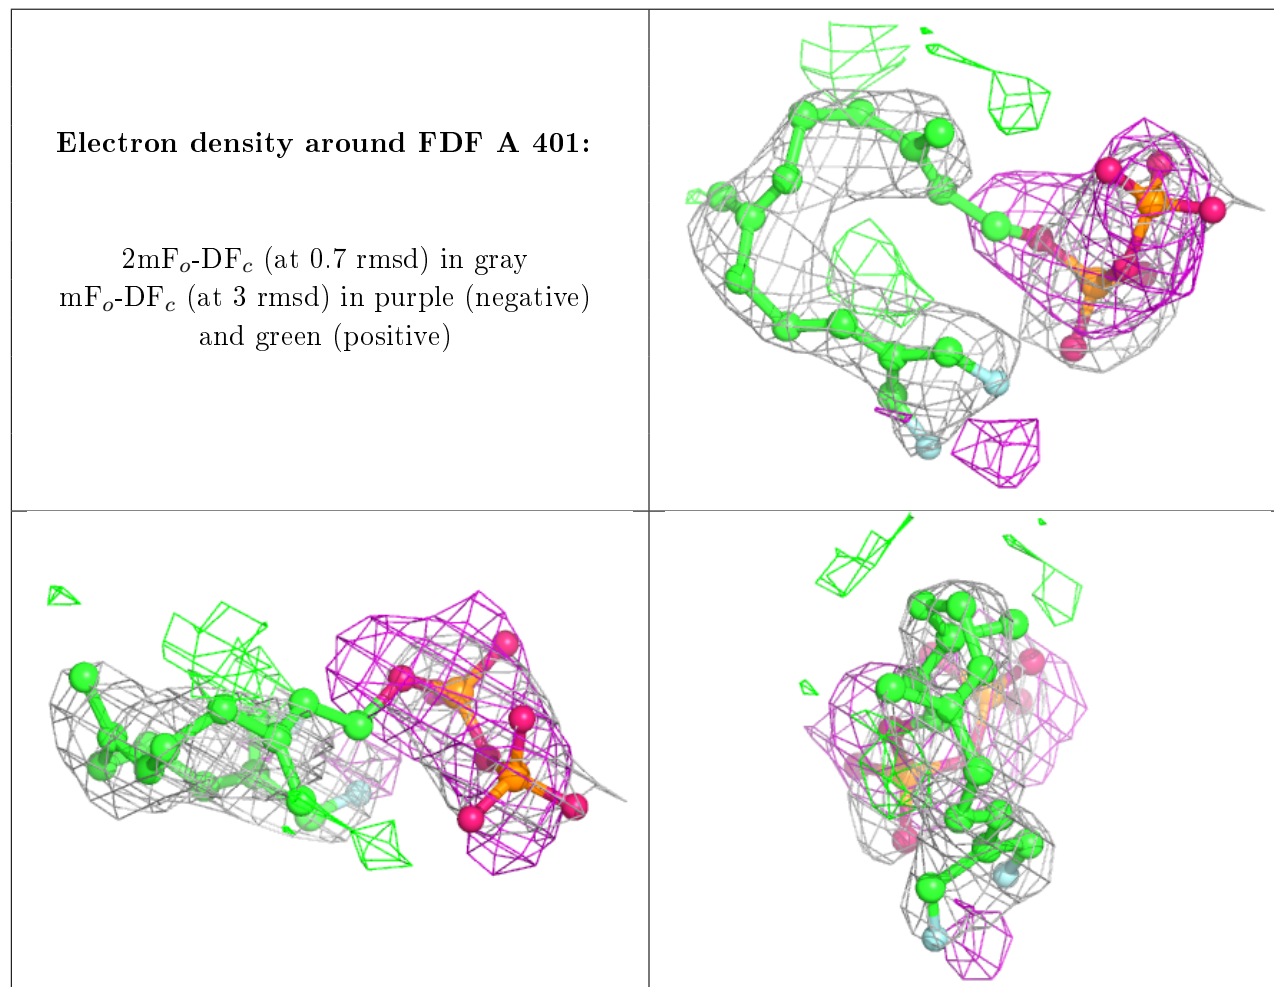 Electron density around FDF A 401:
2mFo-DFc (at 0.7 rmsd) in gray
mFo-DFc (at 3 rmsd) in purple (negative)
and green (positive)